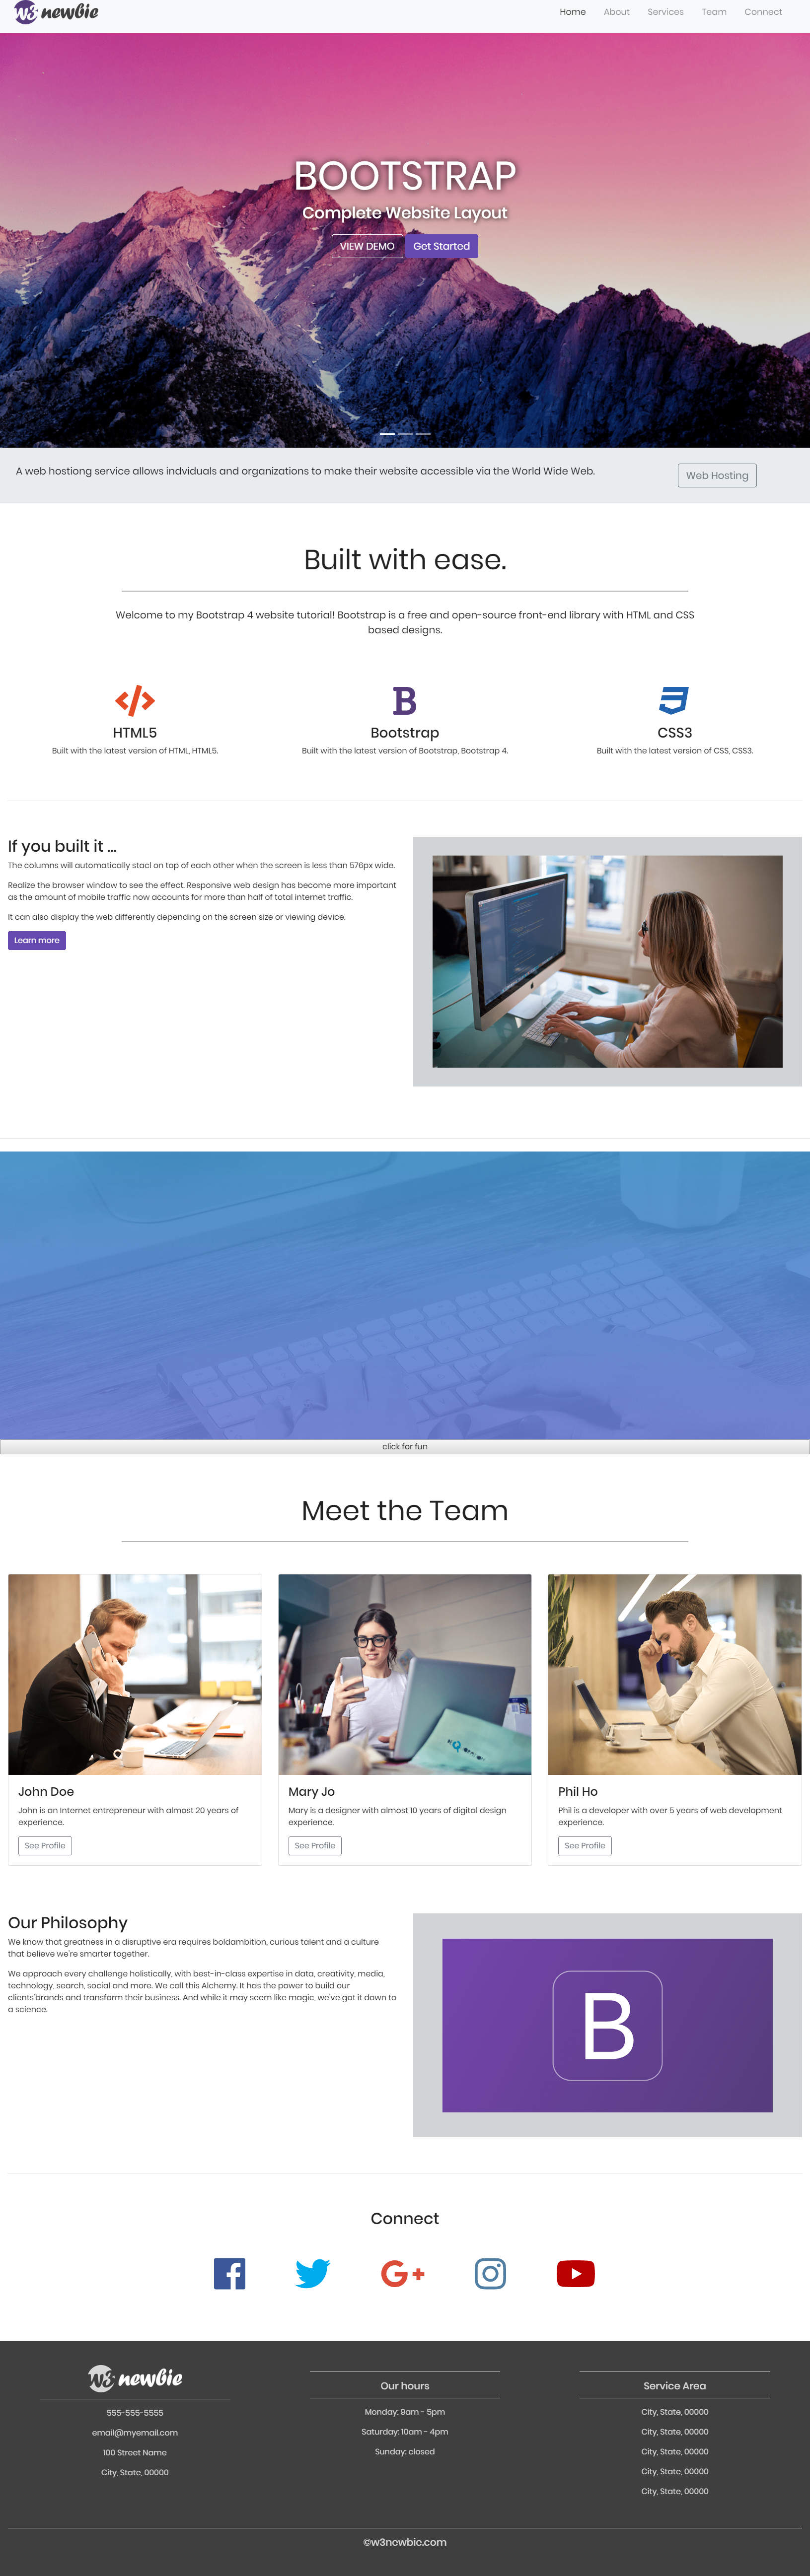 W3 newbie
Home About Services Team Connect
BOOTSTRAP
Complete Website Layout
VIEW DEMO Get Started
A web hostiong service allows indviduals and organizations to make their website accessible via the World Wide Web.
Web Hosting
Built with ease.
Welcome to my Bootstrap 4 website tutorial! Bootstrap is a free and open-source front-end library with HTML and CSS
based designs.
B
HTML5
Built with the latest version of HTML, HTML5.
Bootstrap
Built with the latest version of Bootstrap, Bootstrap 4.
CSS3
Built with the latest version of CSS, CSS3.
If you built it ...
The columns will automatically stacl on top of each other when the screen is less than 576px wide.
Realize the browser window to see the effect. Responsive web design has become more important
as the amount of mobile traffic now accounts for more than half of total internet traffic.
It can also display the web differently depending on the screen size or viewing device.
Learn more
click for fun
Meet the Team
John Doe
John is an Internet entrepreneur with almost 20 years of
experience.
See Profile
Mary Jo
Mary is a designer with almost 10 years of digital design
experience.
See Profile
Phil Ho
Phil is a developer with over 5 years of web development
experience.
See Profile
Our Philosophy
We know that greatness in a disruptive era requires boldambition, curious talent and a culture
that believe we're smarter together.
We approach every challenge holistically, with best-in-class expertise in data, creativity, media,
technology, search, social and more. We call this Alchemy. It has the power to build our
clients'brands and transform their business. And while it may seem like magic, we've got it down to
a science.
B
Connect
W3 newbie
555-555-5555
email@myemail.com
100 Street Name
City, State, 00000
Our hours
Monday: 9am - 5pm
Saturday: 10am - 4pm
Sunday: closed
Service Area
City, State, 00000
City, State, 00000
City, State, 00000
City, State, 00000
City, State, 00000
©w3newbie.com